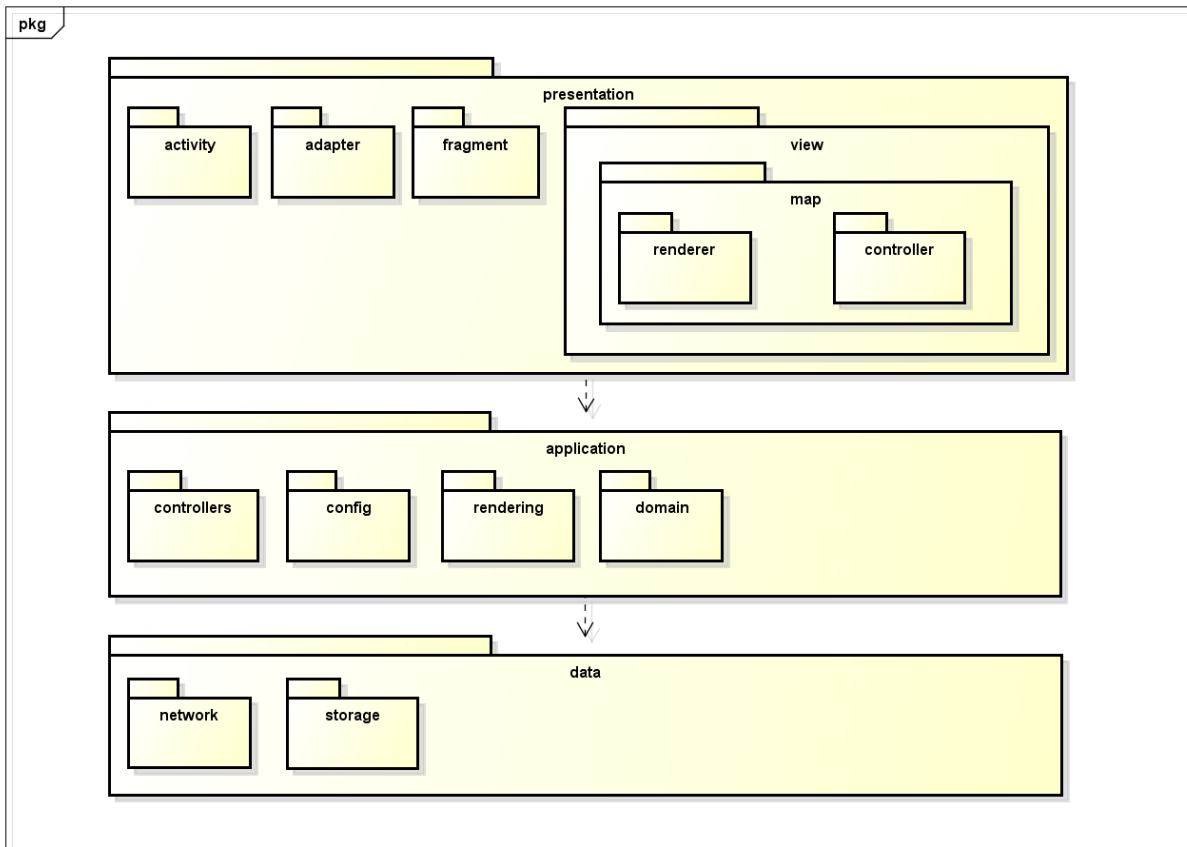 pkg
presentation
activity
adapter
fragment
view
map
renderer
controller
application
controllers
config
rendering
domain
data
network
storage